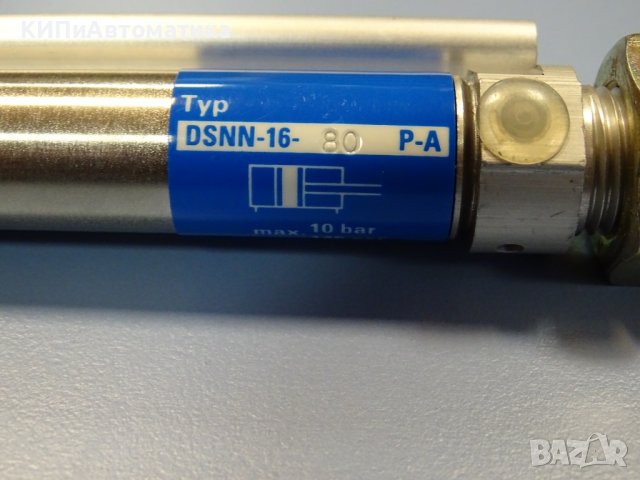 КИПиАвтоматика
Typ
DSNN-16- 80 P-A
max. 10 bar
BAZAR